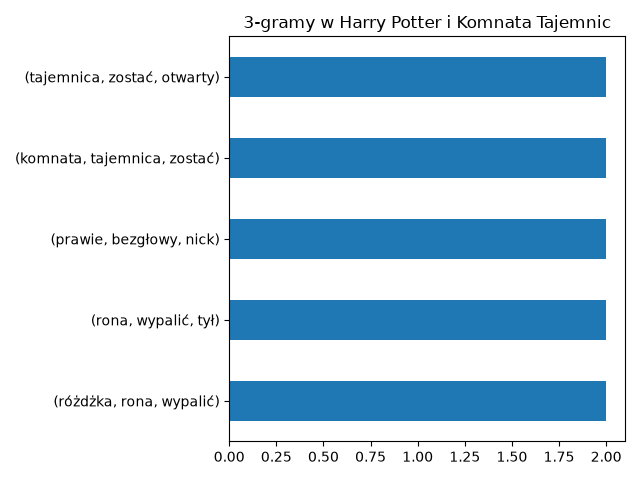 3-gramy w Harry Potter i Komnata Tajemnic
(tajemnica, zostać, otwarty)
(komnata, tajemnica, zostać)
(prawie, bezgłowy, nick)
(rona, wypalić, tył)
(różdżka, rona, wypalić)
0.00 0.25 0.50 0.75 1.00 1.25 1.50 1.75 2.00